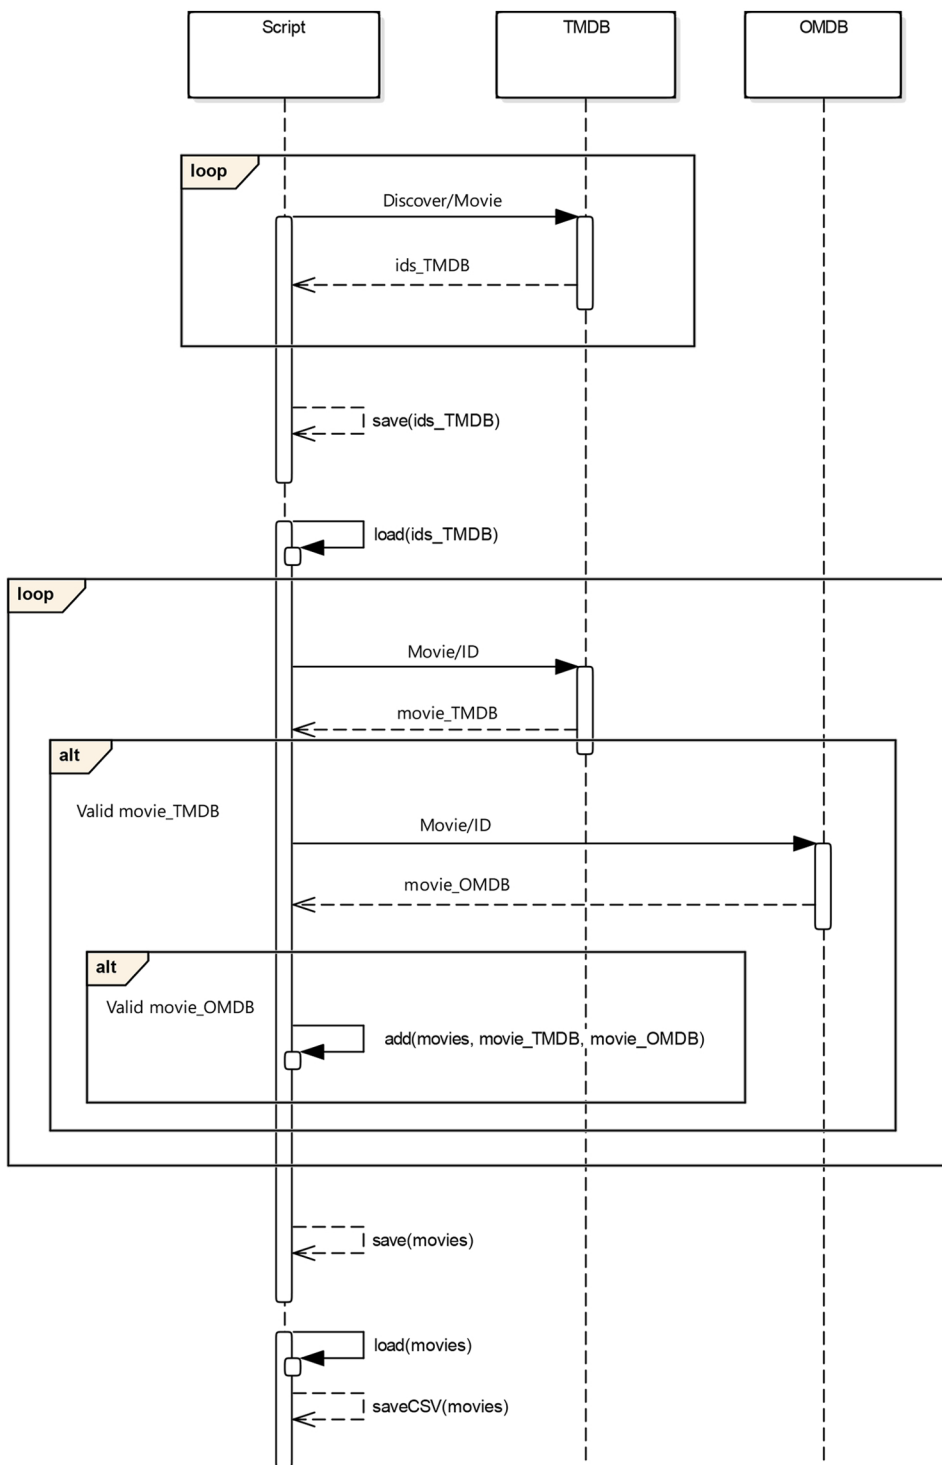 Script
TMDB
OMDB
loop
Discover/Movie
ids_TMDB
save(ids_TMDB)
load(ids_TMDB)
loop
Movie/ID
movie_TMDB
alt
Valid movie_TMDB
Movie/ID
movie_OMDB
alt
Valid movie_OMDB
add(movies, movie_TMDB, movie_OMDB)
save(movies)
load(movies)
saveCSV(movies)